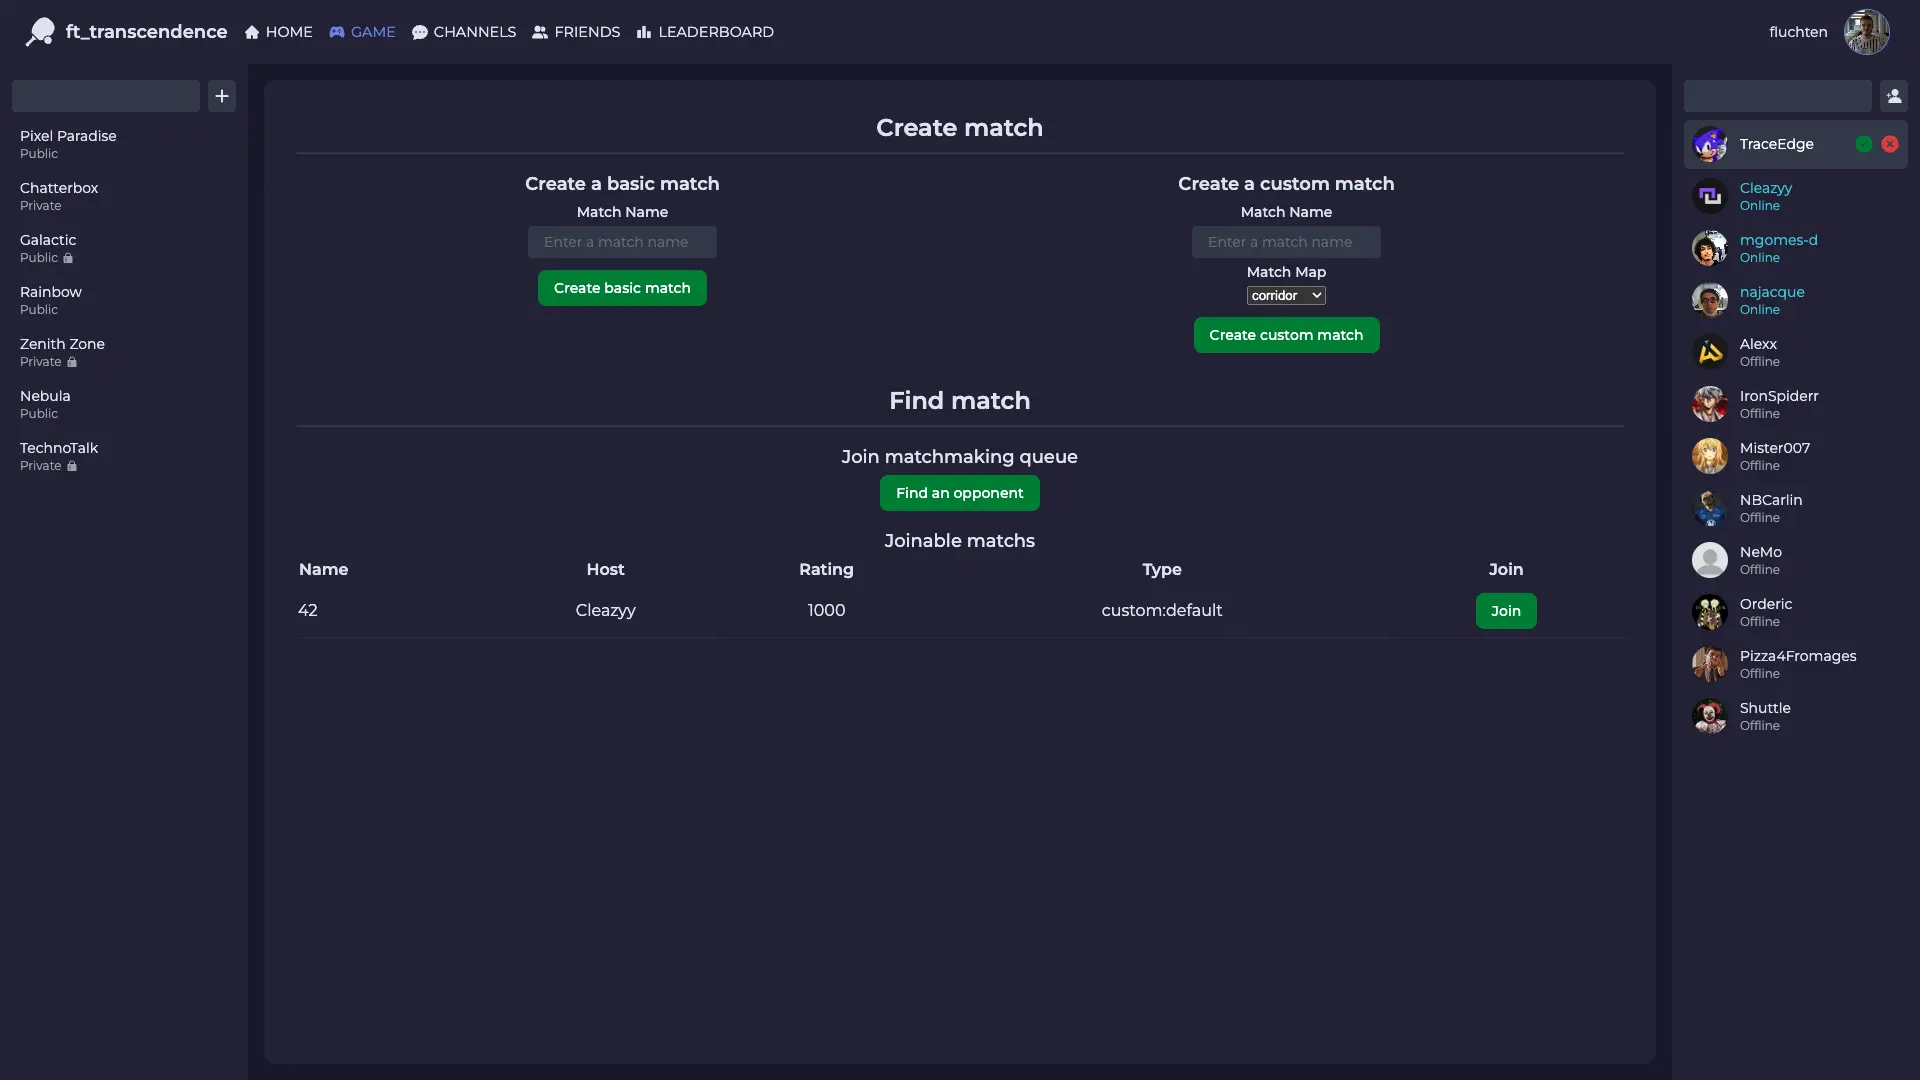 ft_transcendence HOME GAME CHANNELS FRIENDS LEADERBOARD fluchten
Pixel Paradise
Public
Chatterbox
Private
Galactic
Public
Rainbow
Public
Zenith Zone
Private
Nebula
Public
TechnoTalk
Private
Create match
Create a basic match
Match Name
Enter a match name
Create basic match
Create a custom match
Match Name
Enter a match name
Match Map
corridor
Create custom match
Find match
Join matchmaking queue
Find an opponent
Joinable matchs
Name Host Rating Type Join
42 Cleazyy 1000 custom:default Join
TraceEdge
Cleazyy
Online
mgomes-d
Online
najacque
Online
Alexx
Offline
IronSpiderr
Offline
Mister007
Offline
NBCarlin
Offline
NeMo
Offline
Orderic
Offline
Pizza4Fromages
Offline
Shuttle
Offline